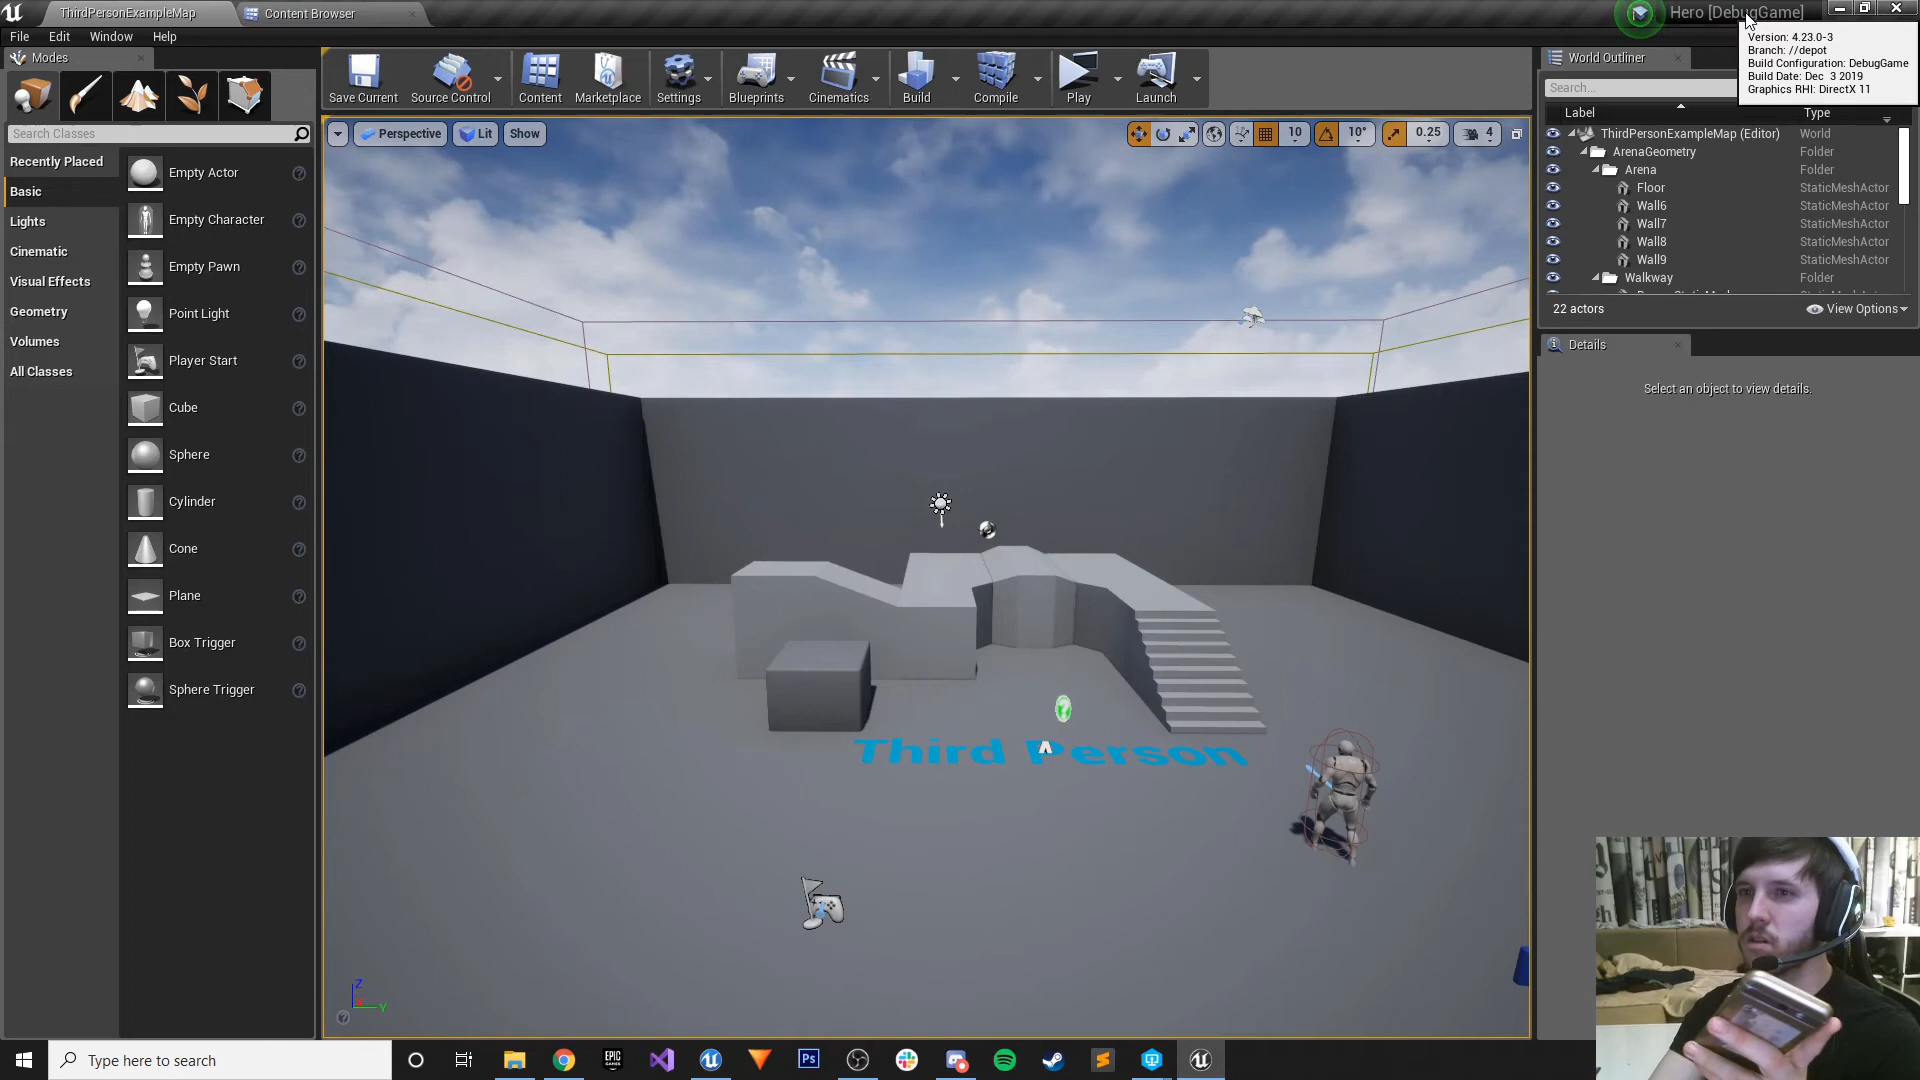 ThirdPersonExampleMap
Content Browser
Hero [DebugGame]
File Edit Window Help
Version: 4.23.0-3
Branch: //depot
Build Configuration: DebugGame
Build Date: Dec 3 2019
Graphics RHI: DirectX 11
Modes
Save Current
Source Control
Content
Marketplace
Settings
Blueprints
Cinematics
Build
Compile
Play
Launch
World Outliner
Search...
Label Type
Search Classes
Perspective
Lit
Show
10
10°
0.25
4
ThirdPersonExampleMap (Editor) World
ArenaGeometry Folder
Arena Folder
Floor StaticMeshActor
Wall6 StaticMeshActor
Wall7 StaticMeshActor
Wall8 StaticMeshActor
Wall9 StaticMeshActor
Walkway Folder
22 actors
View Options
Details
Select an object to view details.
Recently Placed
Basic
Lights
Cinematic
Visual Effects
Geometry
Volumes
All Classes
Empty Actor
Empty Character
Empty Pawn
Point Light
Player Start
Cube
Sphere
Cylinder
Cone
Plane
Box Trigger
Sphere Trigger
Third Person
Z
X
Y
Type here to search
EPIC
GAMES
Ps